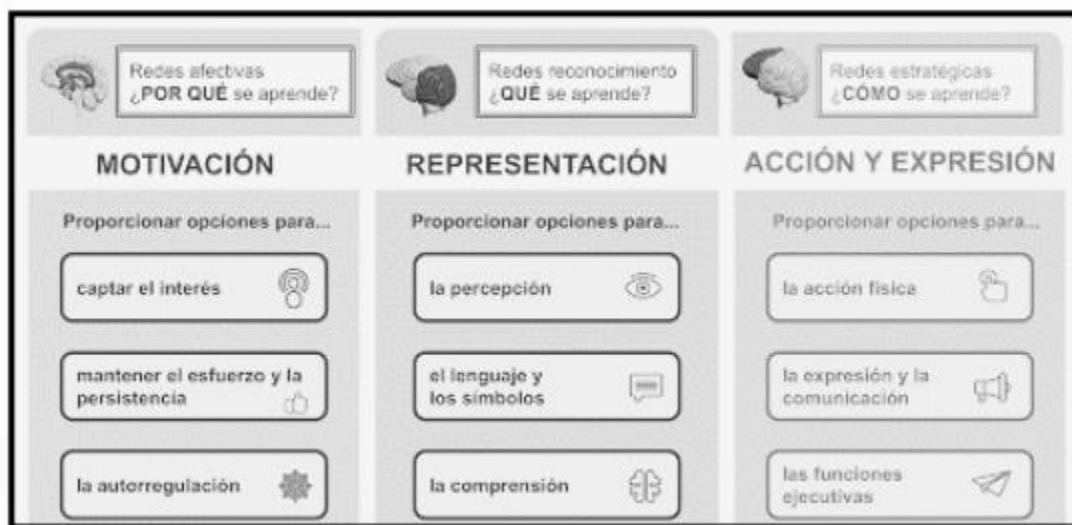 Redes afectivas
¿POR QUÉ se aprende?
MOTIVACIÓN
Proporcionar opciones para...
captar el interés
mantener el esfuerzo y la
persistencia
la autorregulación
Redes reconocimiento
¿QUÉ se aprende?
REPRESENTACIÓN
Proporcionar opciones para...
la percepción
el lenguaje y
los símbolos
la comprensión
Redes estratégicas
¿CÓMO se aprende?
ACCIÓN Y EXPRESIÓN
Proporcionar opciones para...
la acción física
la expresión y la
comunicación
las funciones
ejecutivas